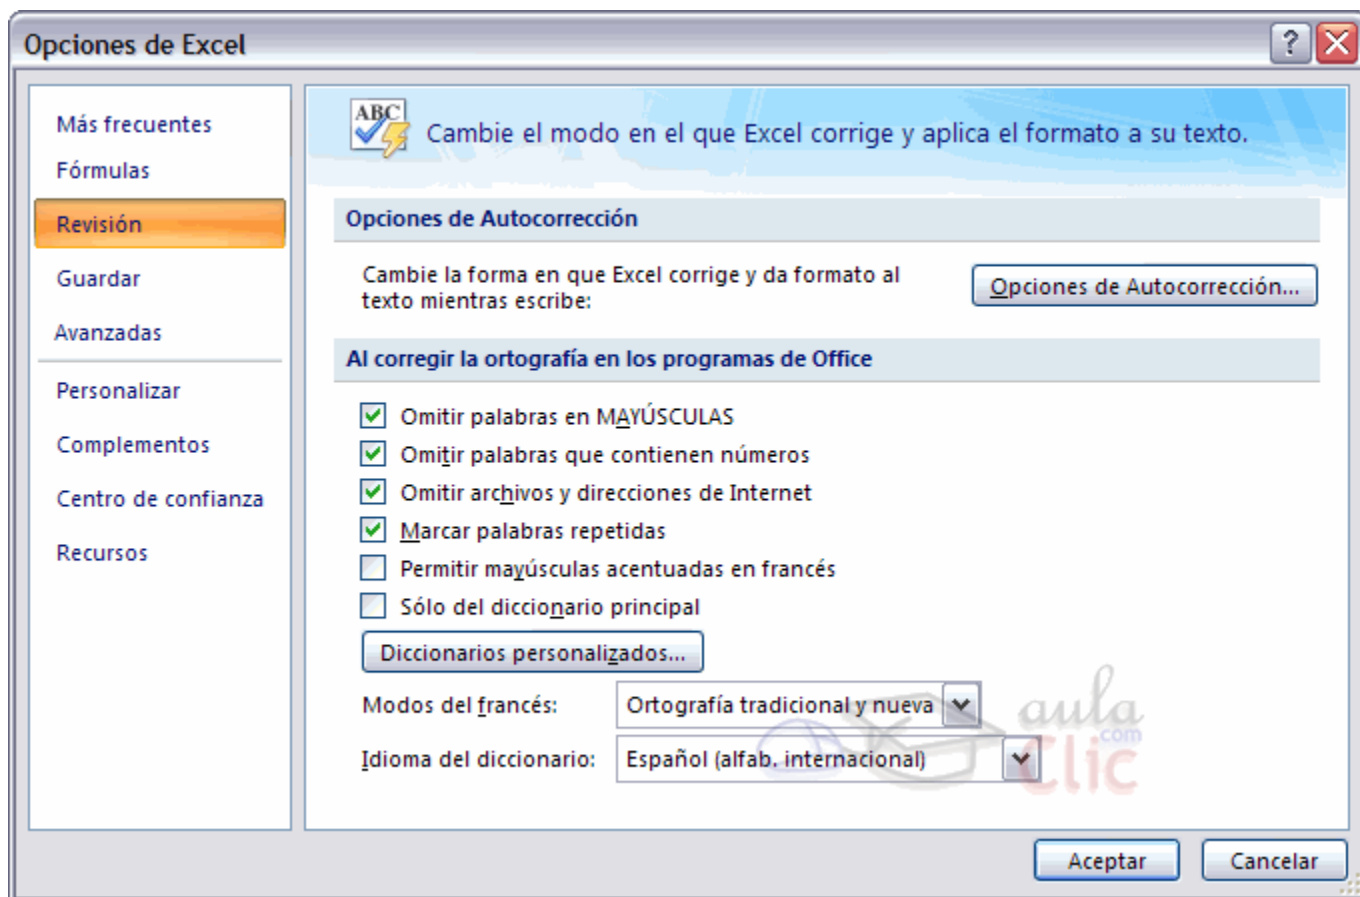 Opciones de Excel
?
Más frecuentes
Fórmulas
Revisión
Guardar
Avanzadas
Personalizar
Complementos
Centro de confianza
Recursos
ABC
Cambie el modo en el que Excel corrige y aplica el formato a su texto.
Opciones de Autocorrección
Cambie la forma en que Excel corrige y da formato al
texto mientras escribe:
Opciones de Autocorrección...
Al corregir la ortografía en los programas de Office
Omitir palabras en MAYÚSCULAS
Omitir palabras que contienen números
Omitir archivos y direcciones de Internet
Marcar palabras repetidas
Permitir mayúsculas acentuadas en francés
Sólo del diccionario principal
Diccionarios personalizados...
Modos del francés: Ortografía tradicional y nueva
Idioma del diccionario: Español (alfab. internacional)
aula
com
Clic
Aceptar Cancelar